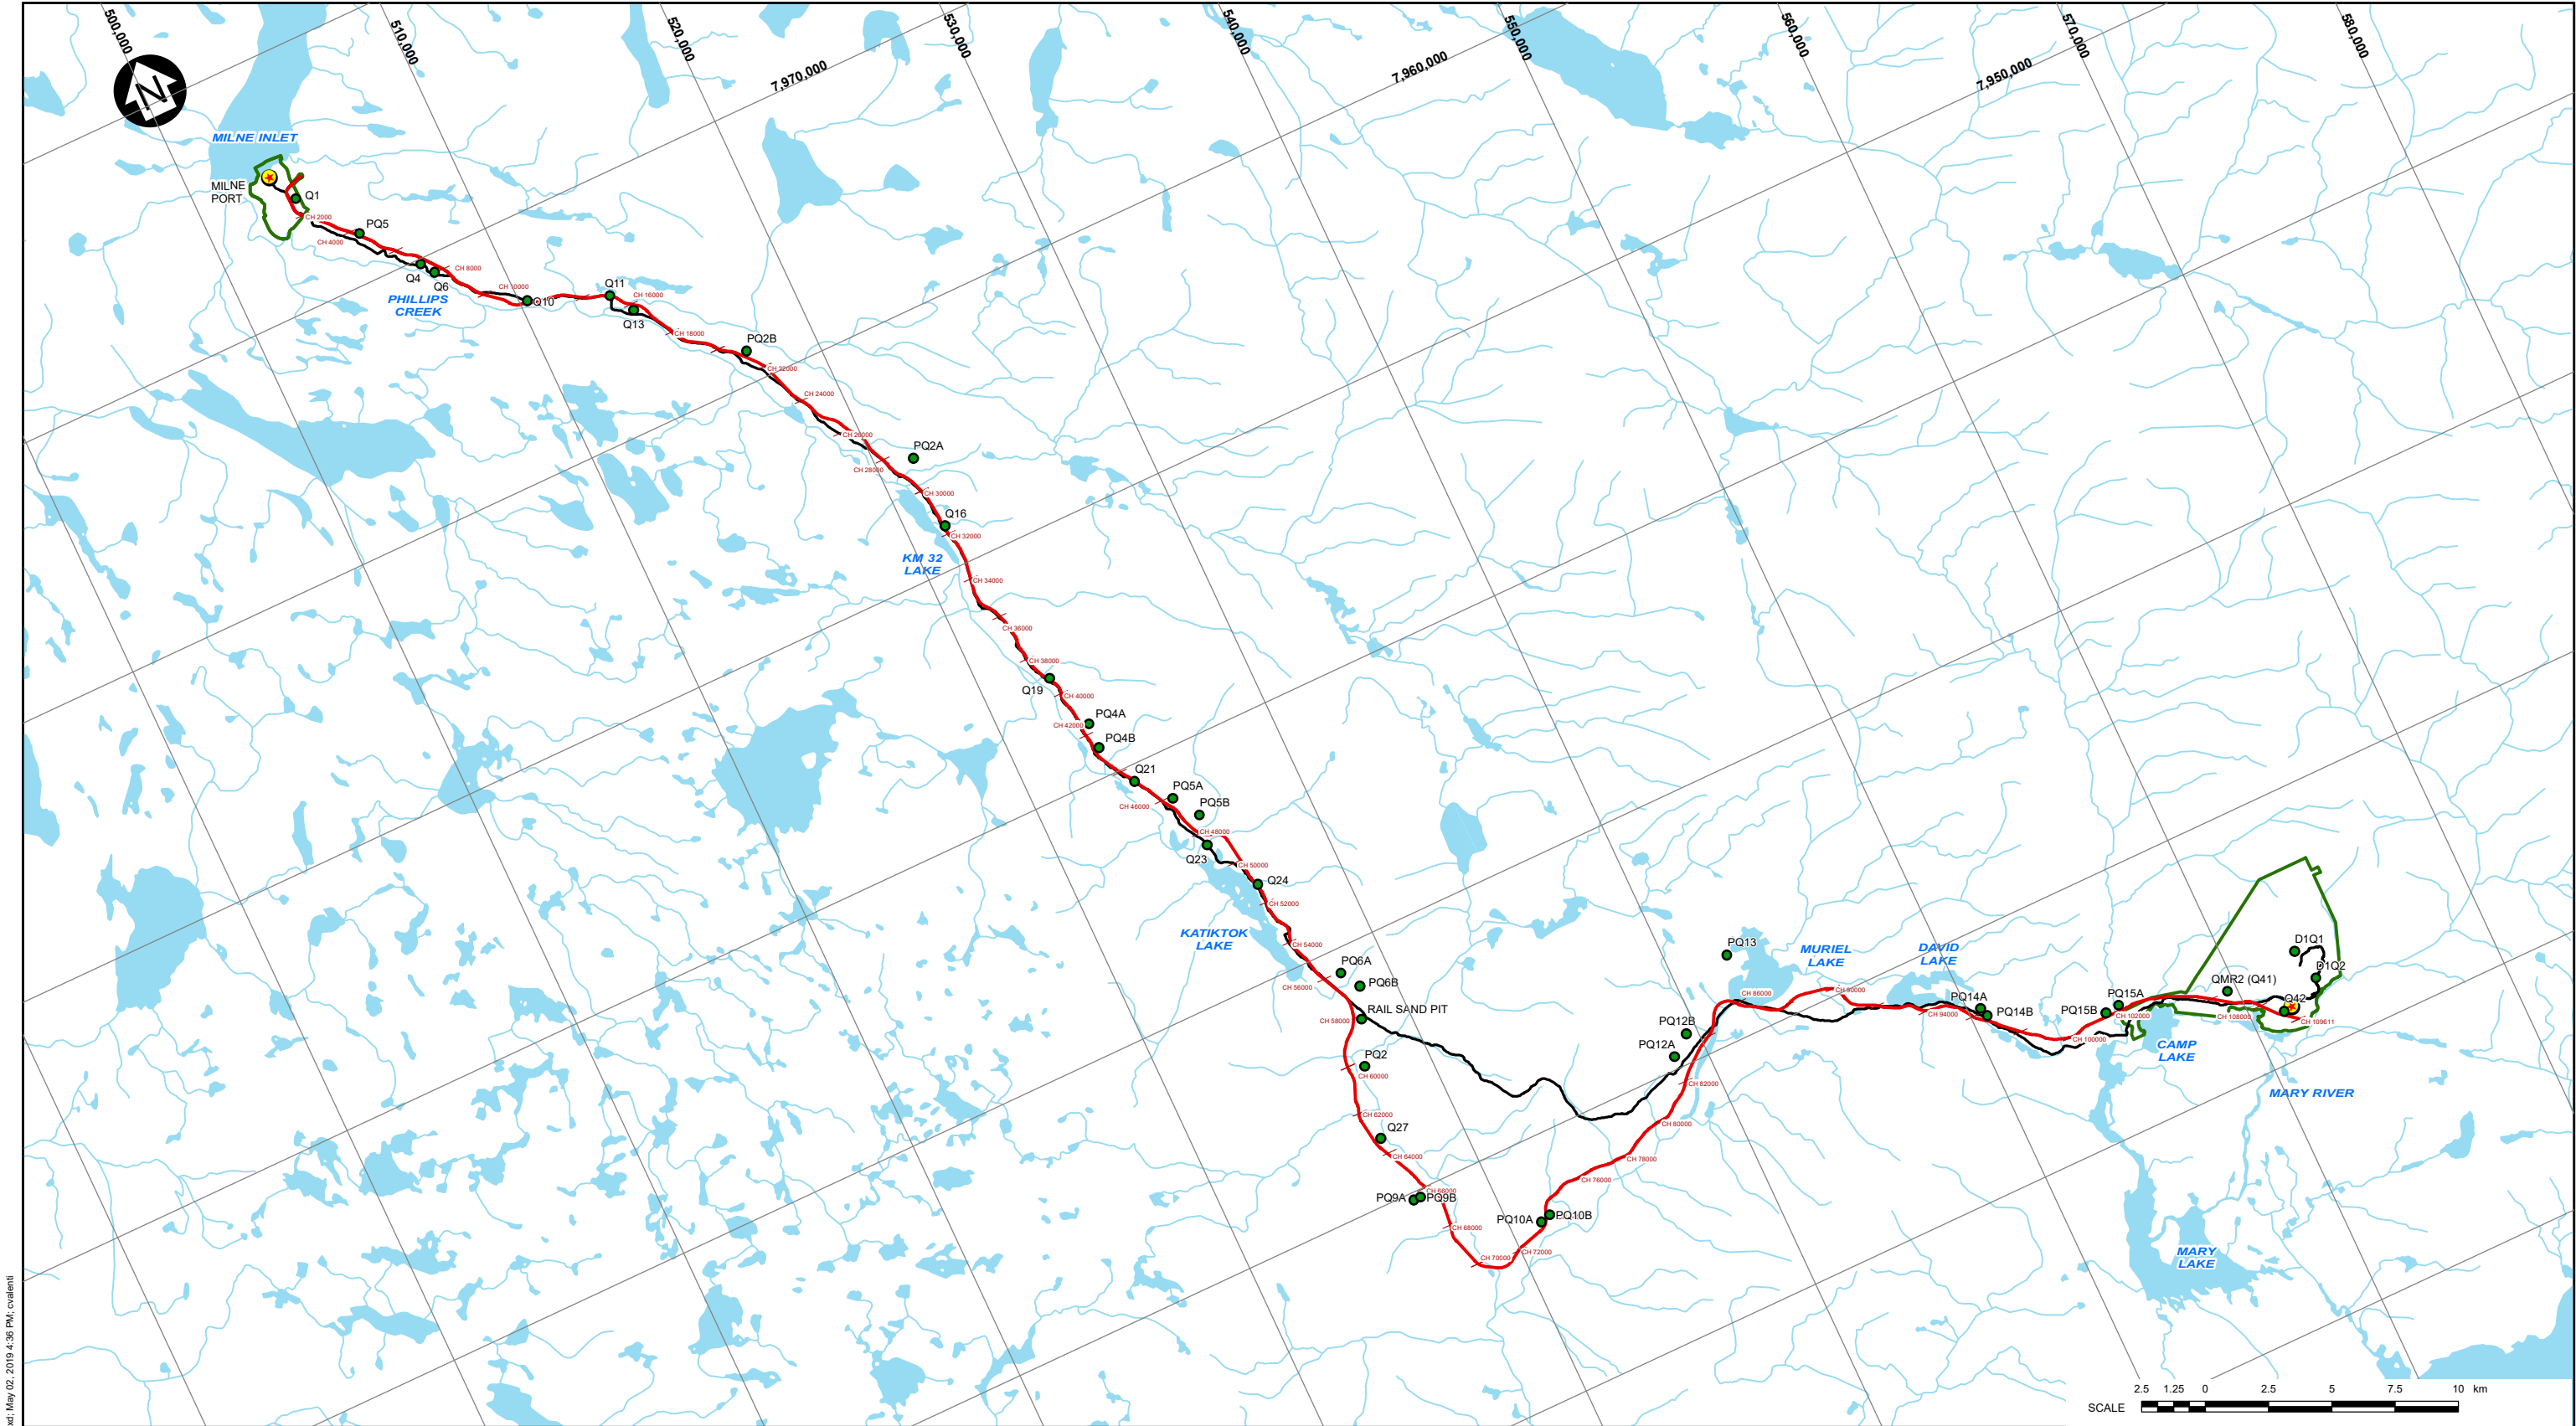 500,000
510,000
520,000
530,000
540,000
550,000
560,000
570,000
580,000
7,970,000
7,960,000
7,950,000
N
MILNE INLET
MILNE
PORT
Q1
CH 2000
PQ5
CH 4000
Q4
Q6
CH 8000
PHILLIPS
CREEK
CH 10000
Q10
Q11
CH 16000
Q13
CH 18000
PQ2B
CH 22000
CH 24000
CH 26000
PQ2A
CH 28000
CH 30000
Q16
CH 32000
KM 32
LAKE
CH 34000
CH 36000
CH 38000
Q19
CH 40000
PQ4A
CH 42000
PQ4B
Q21
PQ5A
CH 46000
PQ5B
CH 48000
Q23
CH 50000
Q24
CH 52000
KATIKTOK
LAKE
CH 54000
PQ6A
CH 56000
PQ6B
RAIL SAND PIT
CH 58000
PQ2
CH 60000
CH 62000
Q27
CH 64000
CH 66000
PQ9A
PQ9B
CH 68000
CH 70000
CH 72000
PQ10A
PQ10B
CH 76000
CH 78000
CH 80000
CH 82000
PQ12A
PQ12B
PQ13
CH 86000
MURIEL
LAKE
CH 90000
DAVID
LAKE
CH 94000
PQ14A
PQ14B
CH 100000
PQ15B
PQ15A
CH 102000
CAMP
LAKE
QMR2 (Q41)
CH 108000
Q42
CH 109611
D1Q1
D1Q2
MARY RIVER
MARY
LAKE
SCALE
2.5 1.25 0 2.5 5 7.5 10 km
xd; May 02, 2019 4:36 PM; cvalenti